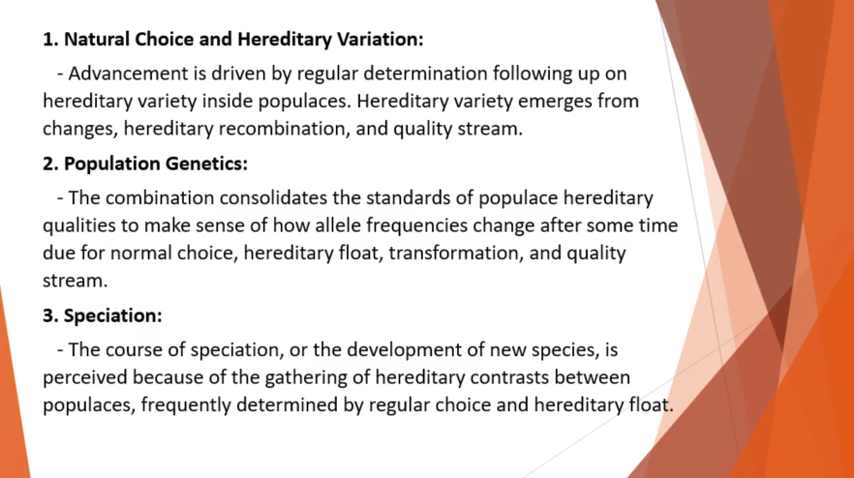 1. Natural Choice and Hereditary Variation:
- Advancement is driven by regular determination following up on
hereditary variety inside populaces. Hereditary variety emerges from
changes, hereditary recombination, and quality stream.
2. Population Genetics:
- The combination consolidates the standards of populace hereditary
qualities to make sense of how allele frequencies change after some time
due for normal choice, hereditary float, transformation, and quality
stream.
3. Speciation:
- The course of speciation, or the development of new species, is
perceived because of the gathering of hereditary contrasts between
populaces, frequently determined by regular choice and hereditary float.